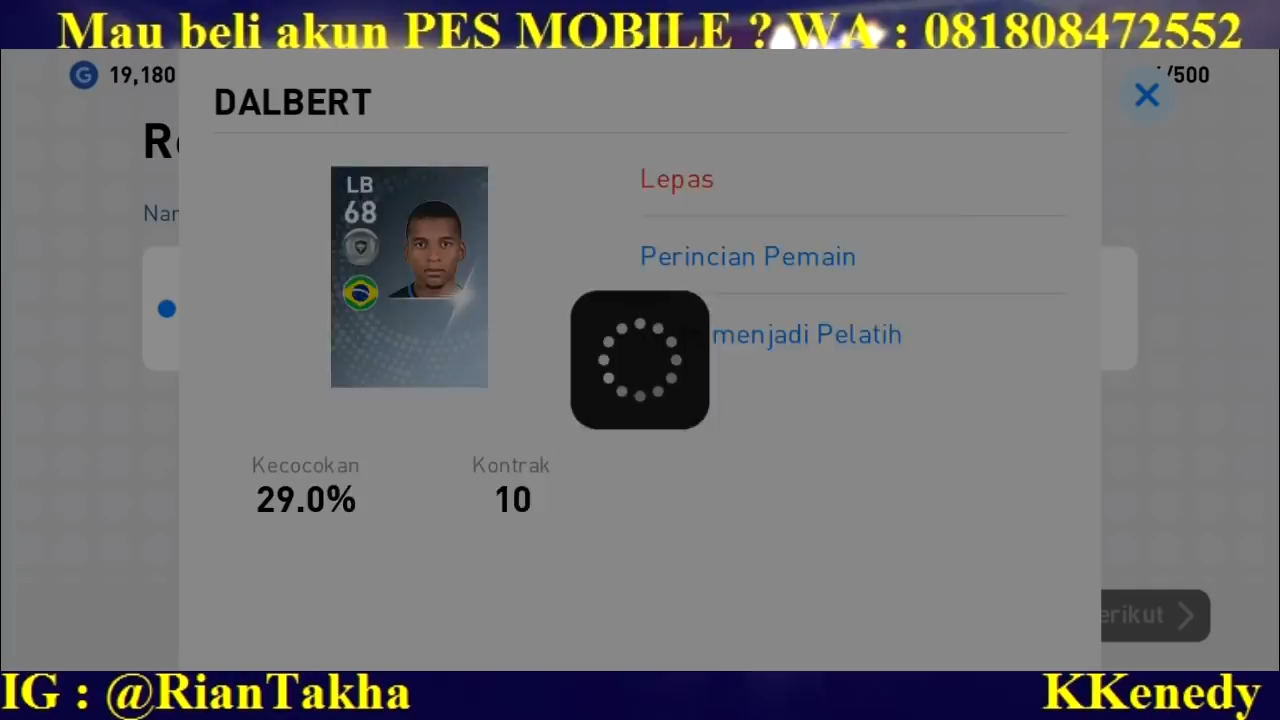 Mau beli akun PES MOBILE ? WA : 081808472552
19,180
/500
DALBERT
LB
68
Lepas
Perincian Pemain
menjadi Pelatih
Kecocokan
29.0%
Kontrak
10
IG : @RianTakha
KKenedy